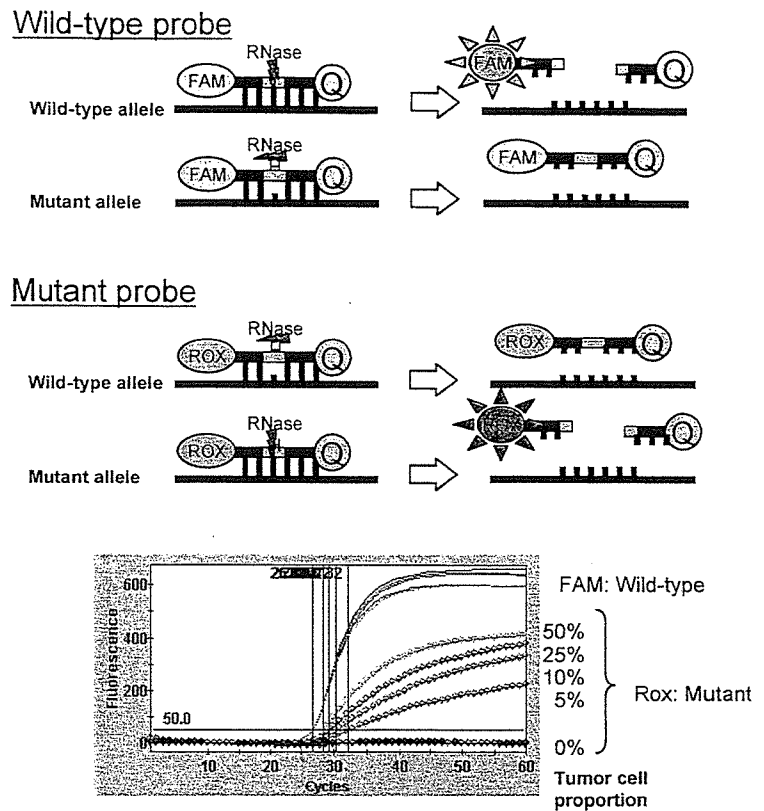 Wild-type probe
RNase
FAM
Q
Wild-type allele
FAM
Q
RNase
FAM
Q
Mutant allele
FAM
Q
Mutant probe
RNase
ROX
Q
Wild-type allele
ROX
Q
RNase
ROX
Q
Mutant allele
ROX
Q
Fluorescence
600
400
200
0
50.0
10
20
30
40
50
60
Cycles
FAM: Wild-type
50%
25%
10%
5%
0%
Rox: Mutant
Tumor cell
proportion